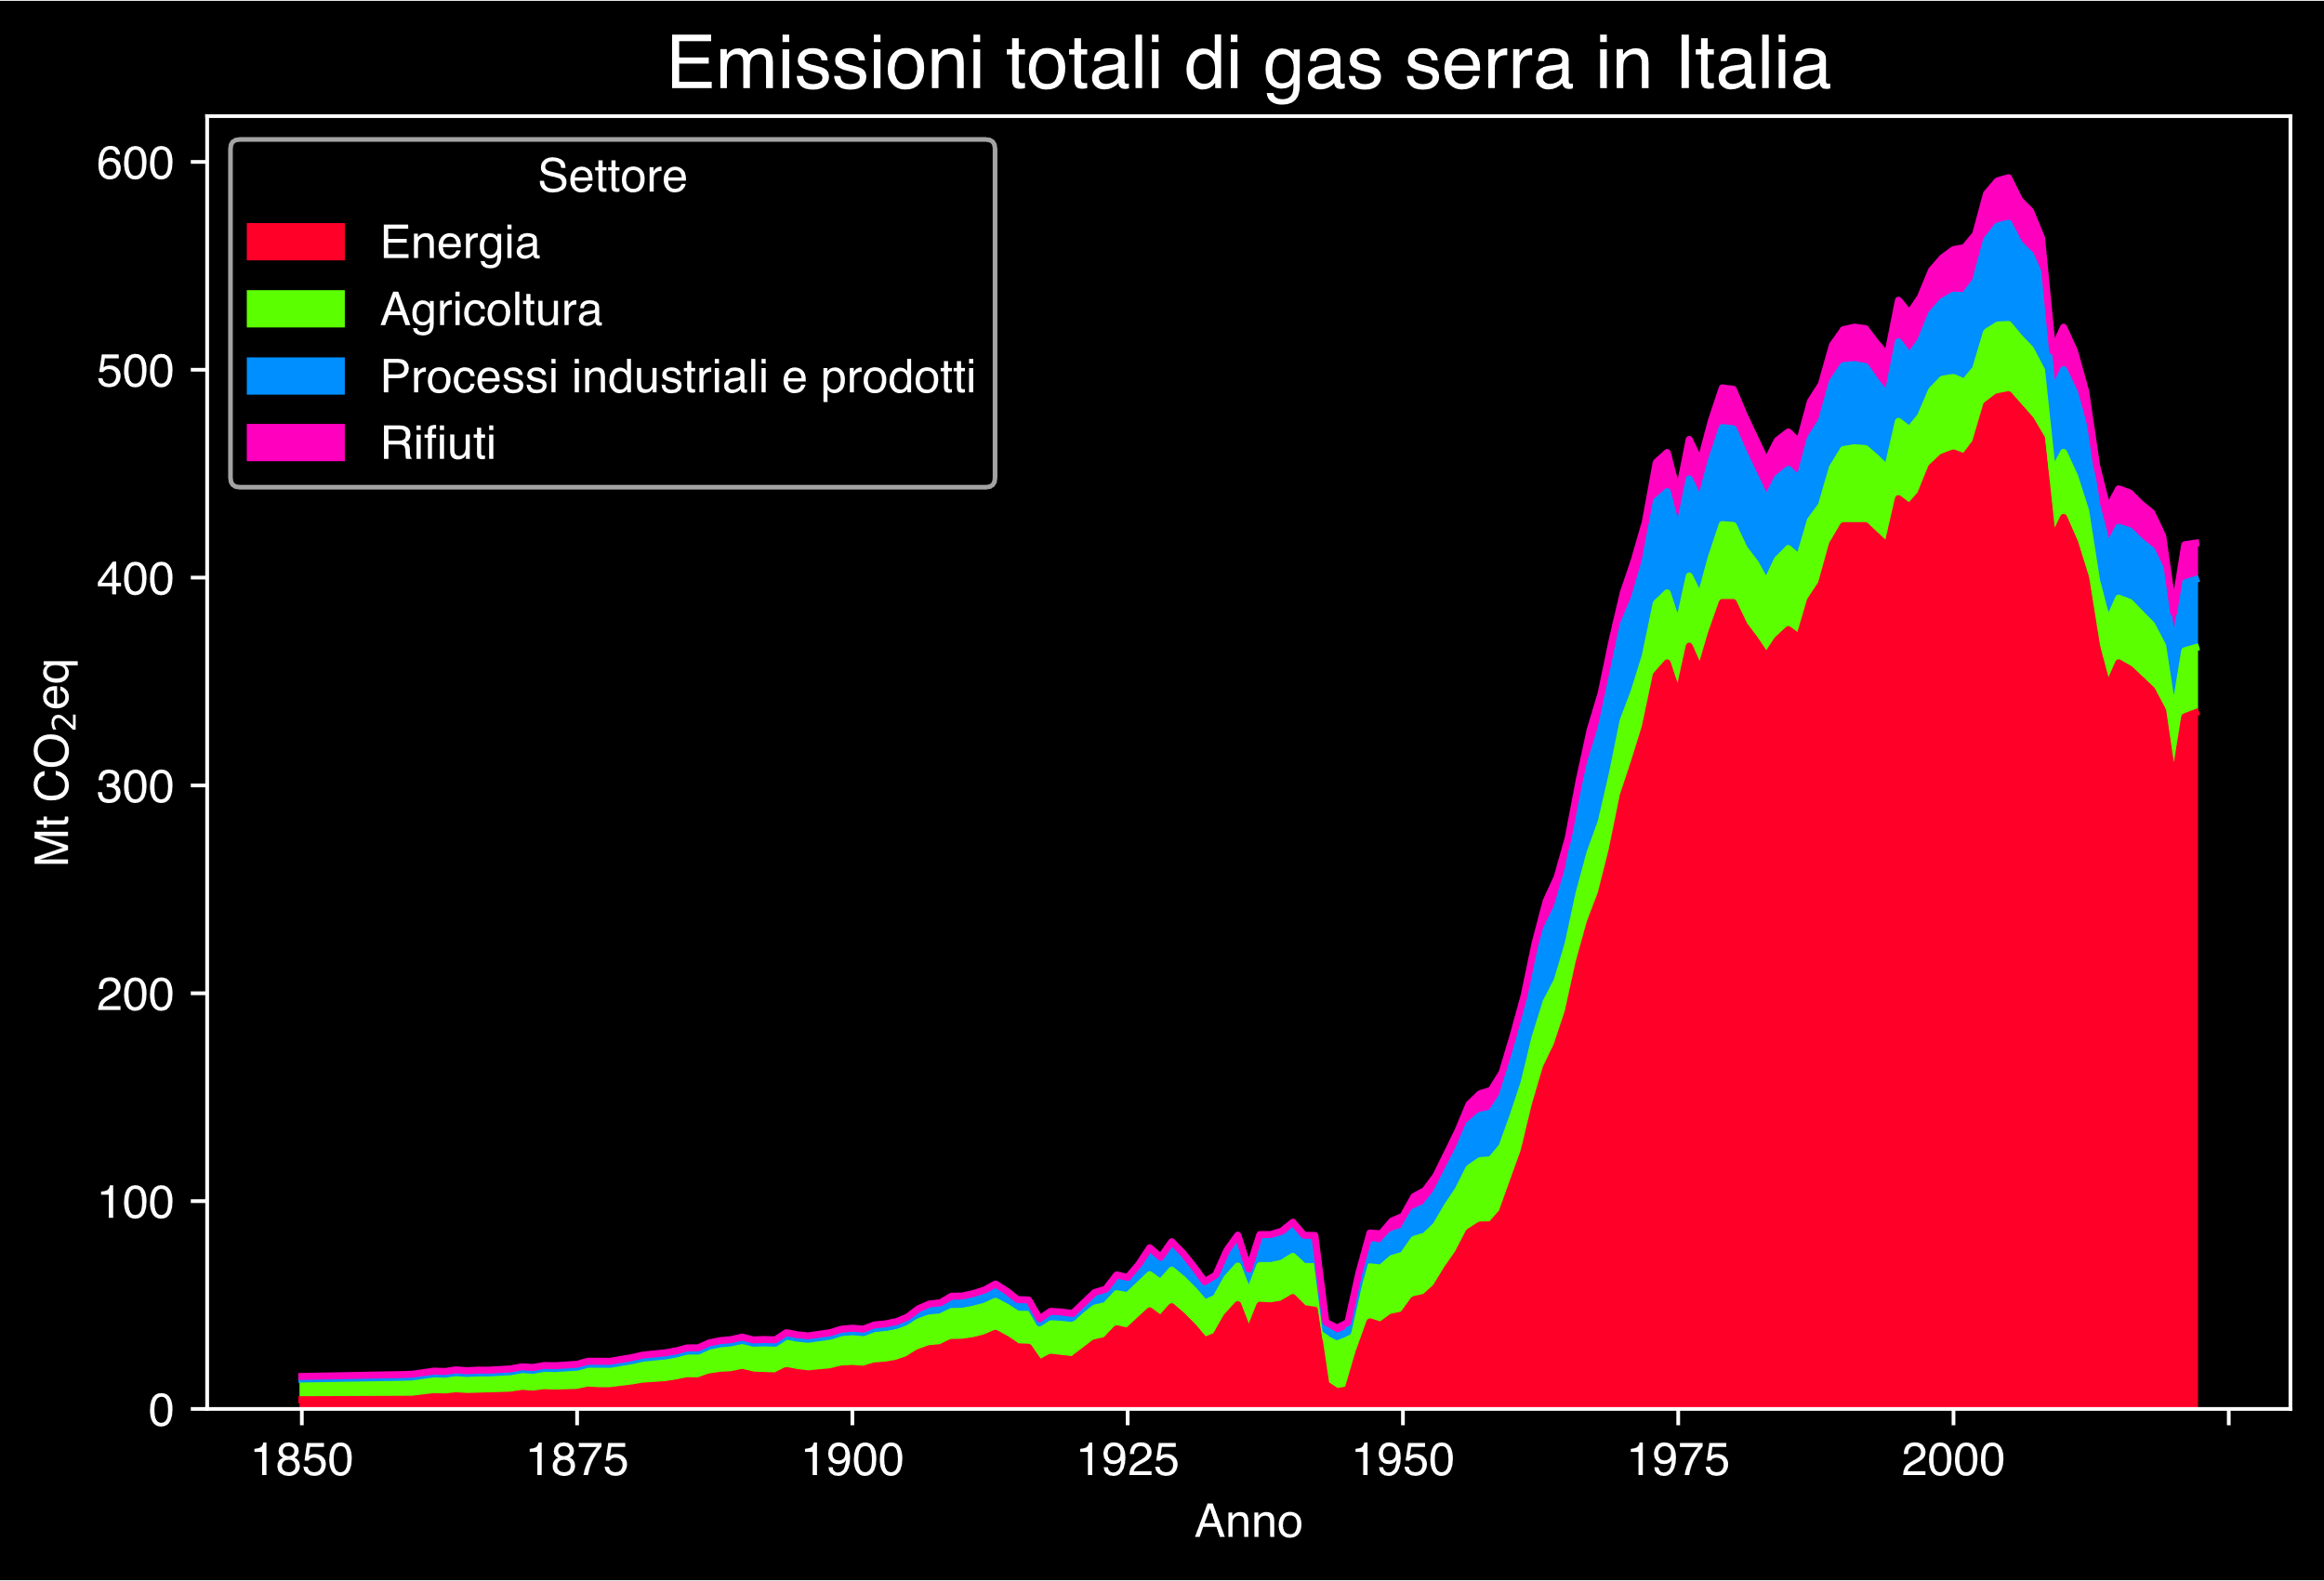 Emissioni totali di gas serra in Italia
Settore
Energia
Agricoltura
Processi industriali e prodotti
Rifiuti
600
500
400
300
200
100
0
Mt CO₂eq
1850 1875 1900 1925 1950 1975 2000
Anno